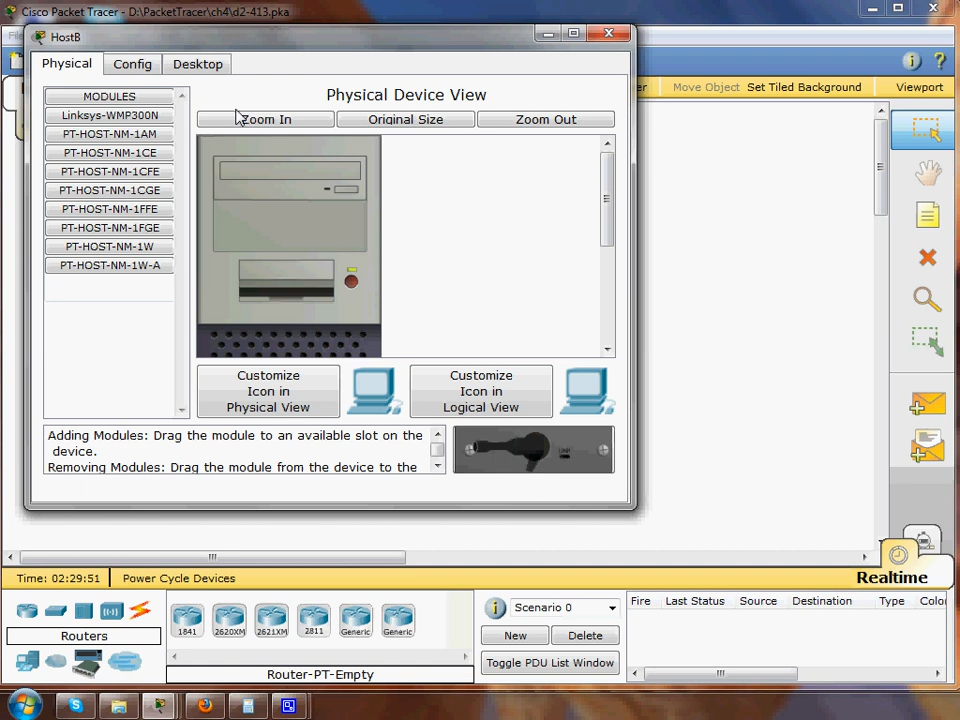 Cisco Packet Tracer - D:\PacketTracer\ch4\d2-413.pka
HostB
Physical
Config
Desktop
Move Object
Set Tiled Background
Viewport
MODULES
Linksys-WMP300N
PT-HOST-NM-1AM
PT-HOST-NM-1CE
PT-HOST-NM-1CFE
PT-HOST-NM-1CGE
PT-HOST-NM-1FFE
PT-HOST-NM-1FGE
PT-HOST-NM-1W
PT-HOST-NM-1W-A
Physical Device View
Zoom In
Original Size
Zoom Out
Customize
Icon in
Physical View
Customize
Icon in
Logical View
Adding Modules: Drag the module to an available slot on the
device.
Removing Modules: Drag the module from the device to the
Realtime
Time: 02:29:51
Power Cycle Devices
Routers
1841
2620XM
2621XM
2811
Generic
Generic
Router-PT-Empty
Scenario 0
New
Delete
Toggle PDU List Window
Fire
Last Status
Source
Destination
Type